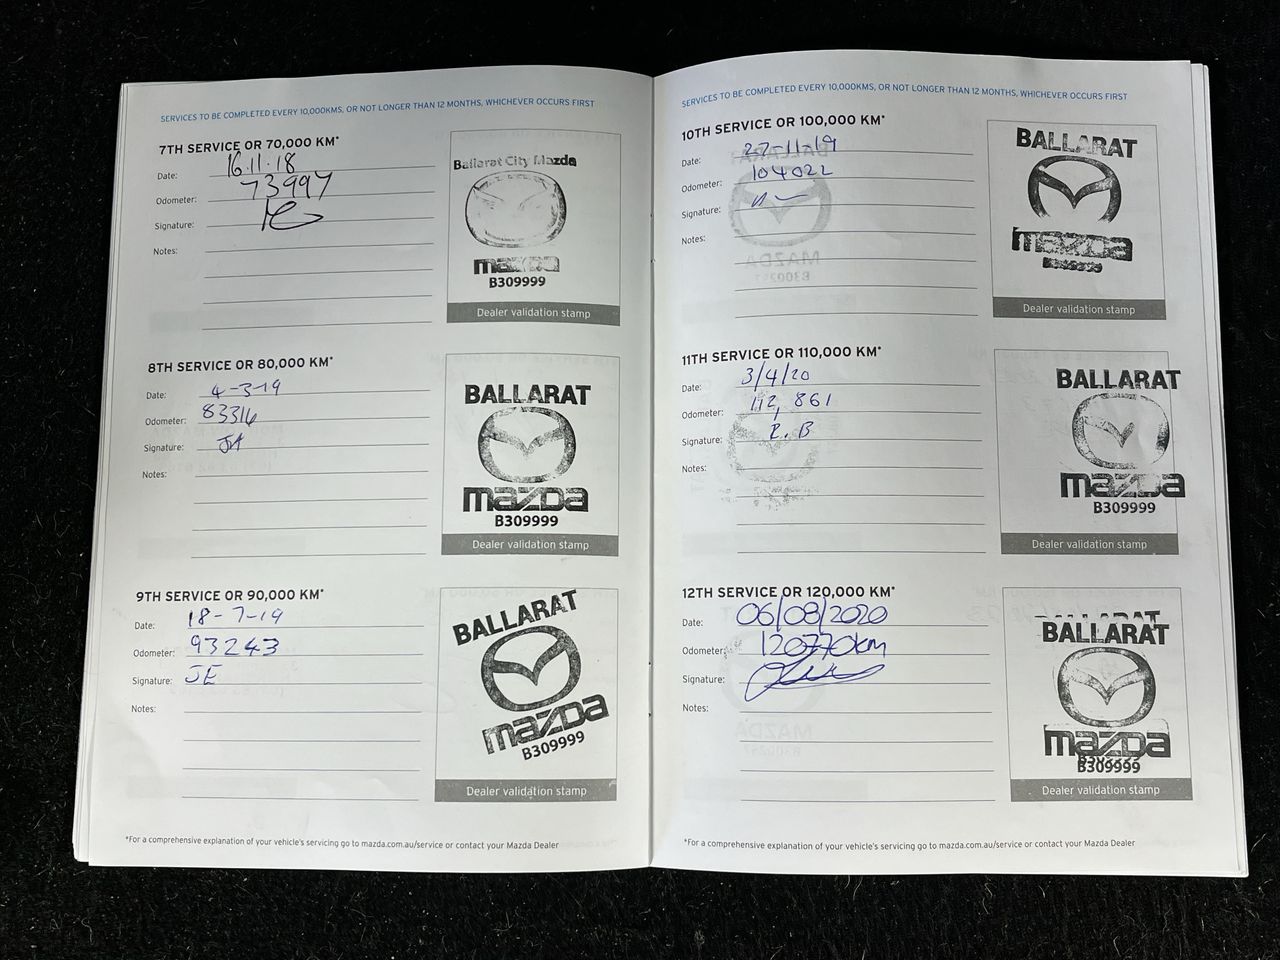 SERVICES TO BE COMPLETED EVERY 10,000KMS, OR NOT LONGER THAN 12 MONTHS, WHICHEVER OCCURS FIRST
7TH SERVICE OR 70,000 KM*
Date: 16.11.18
Odometer: 73997
Signature:
Notes:
Ballarat City Mazda
mazda
B309999
Dealer validation stamp
8TH SERVICE OR 80,000 KM*
Date: 4-3-19
Odometer: 83316
Signature: JA
Notes:
BALLARAT
mazda
B309999
Dealer validation stamp
9TH SERVICE OR 90,000 KM*
Date: 18-7-19
Odometer: 93243
Signature: JE
Notes:
BALLARAT
mazda
B309999
Dealer validation stamp
*For a comprehensive explanation of your vehicle's servicing go to mazda.com.au/service or contact your Mazda Dealer
SERVICES TO BE COMPLETED EVERY 10,000KMS, OR NOT LONGER THAN 12 MONTHS, WHICHEVER OCCURS FIRST
10TH SERVICE OR 100,000 KM*
Date: 27-11-19
Odometer: 104022
Signature:
Notes:
BALLARAT
mazda
Dealer validation stamp
11TH SERVICE OR 110,000 KM*
Date: 3/4/20
Odometer: 112,861
Signature: R.B
Notes:
BALLARAT
mazda
B309999
Dealer validation stamp
12TH SERVICE OR 120,000 KM*
Date: 06/08/2020
Odometer: 120770km
Signature:
Notes:
BALLARAT
mazda
B309999
Dealer validation stamp
*For a comprehensive explanation of your vehicle's servicing go to mazda.com.au/service or contact your Mazda Dealer